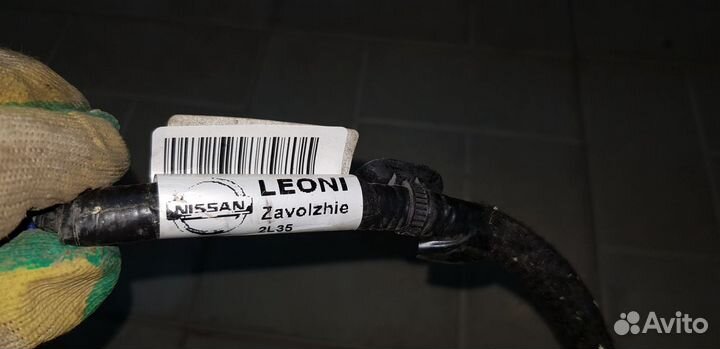 NISSAN
LEONI
Zavolzhie
2L35
Avito